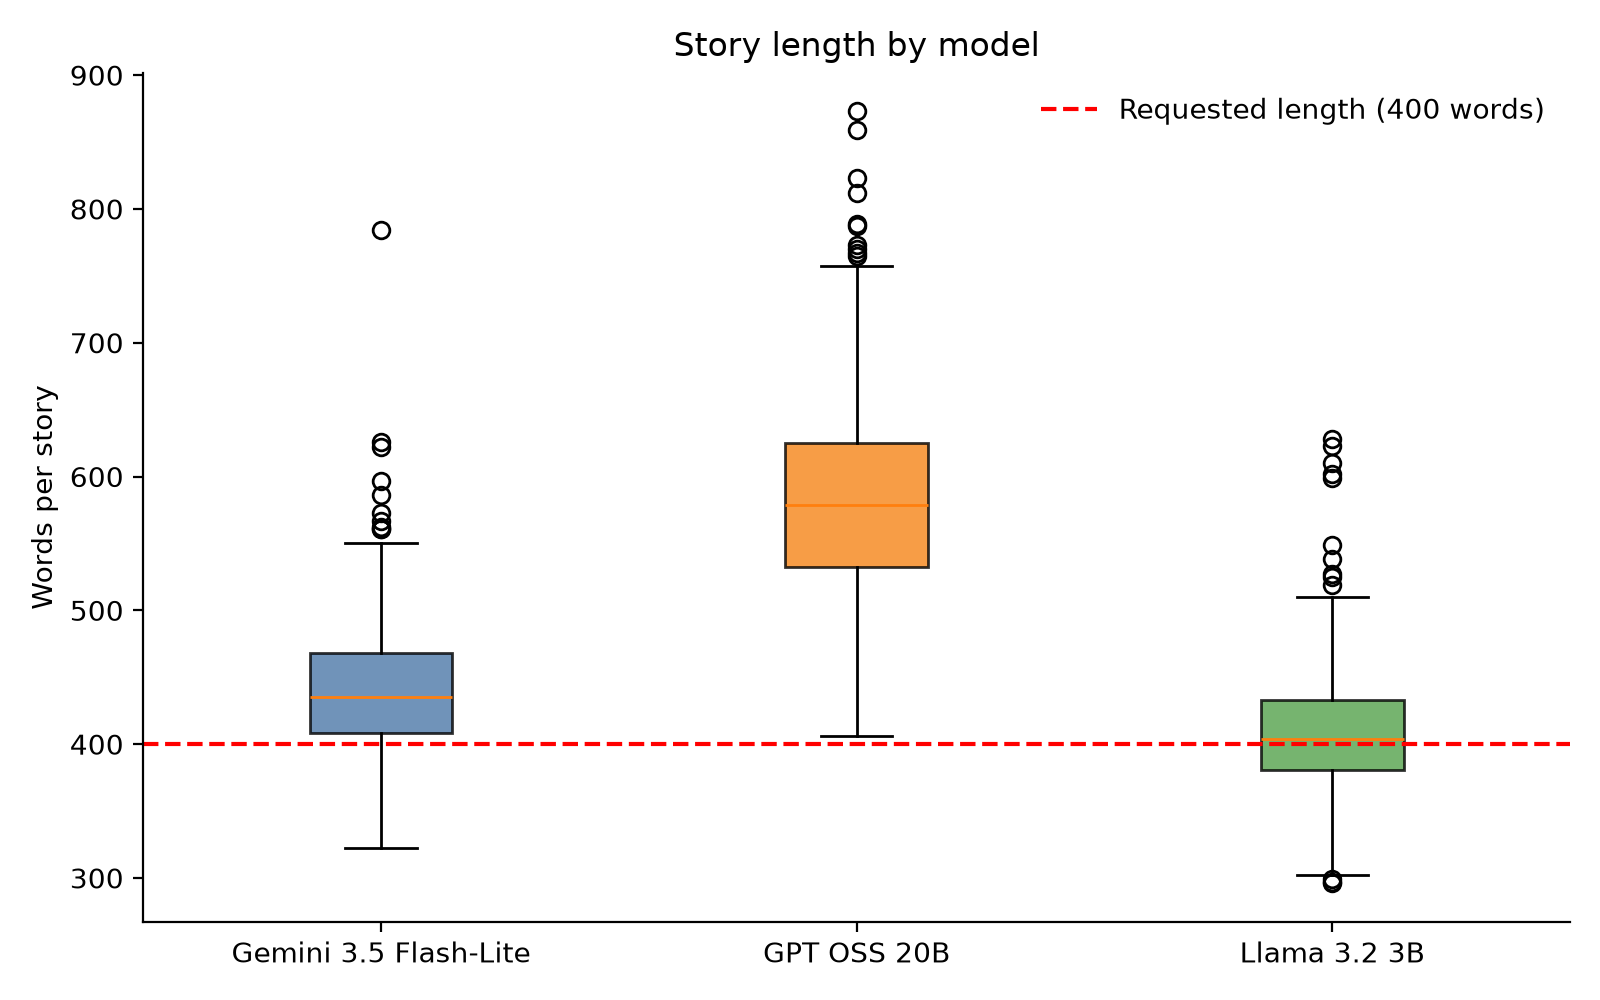 Story length by model
Requested length (400 words)
900
800
700
600
500
400
300
Words per story
Gemini 3.5 Flash-Lite
GPT OSS 20B
Llama 3.2 3B